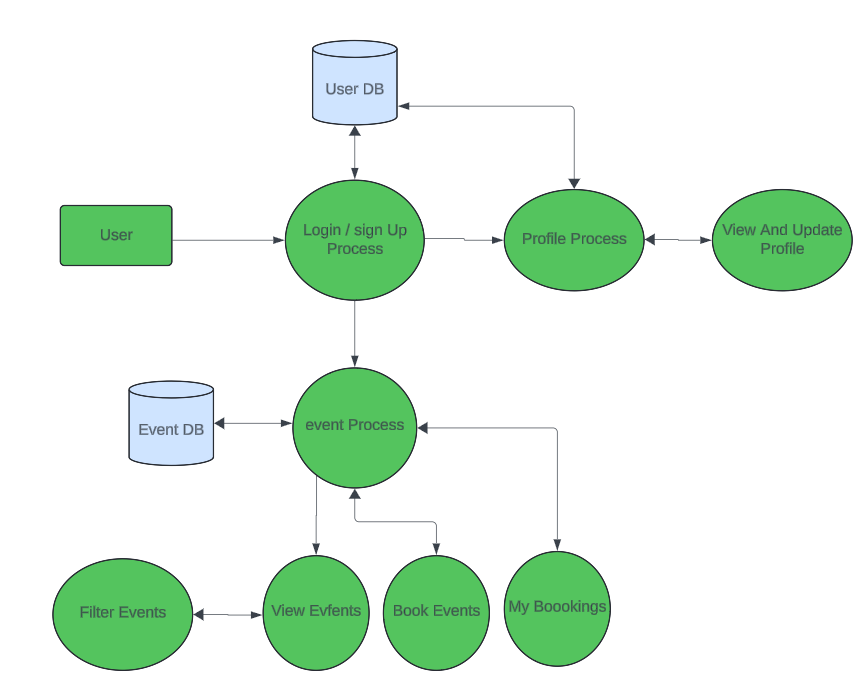 User DB
User
Login / sign Up
Process
Profile Process
View And Update
Profile
Event DB
event Process
Filter Events
View Evfents
Book Events
My Boookings